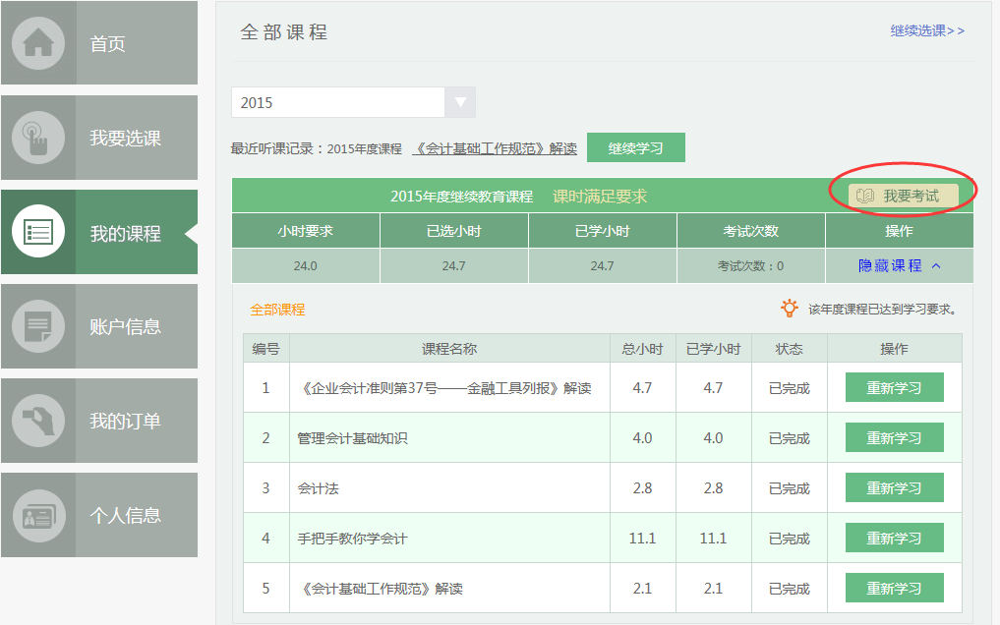 首页
我要选课
我的课程
账户信息
我的订单
个人信息
全部课程
继续选课>>
2015
最近听课记录：2015年度课程 《会计基础工作规范》解读 继续学习
2015年度继续教育课程 课时满足要求 我要考试
小时要求 已选小时 已学小时 考试次数 操作
24.0 24.7 24.7 考试次数：0 隐藏课程
全部课程 该年度课程已达到学习要求。
编号 课程名称 总小时 已学小时 状态 操作
1 《企业会计准则第37号——金融工具列报》解读 4.7 4.7 已完成 重新学习
2 管理会计基础知识 4.0 4.0 已完成 重新学习
3 会计法 2.8 2.8 已完成 重新学习
4 手把手教你学会计 11.1 11.1 已完成 重新学习
5 《会计基础工作规范》解读 2.1 2.1 已完成 重新学习